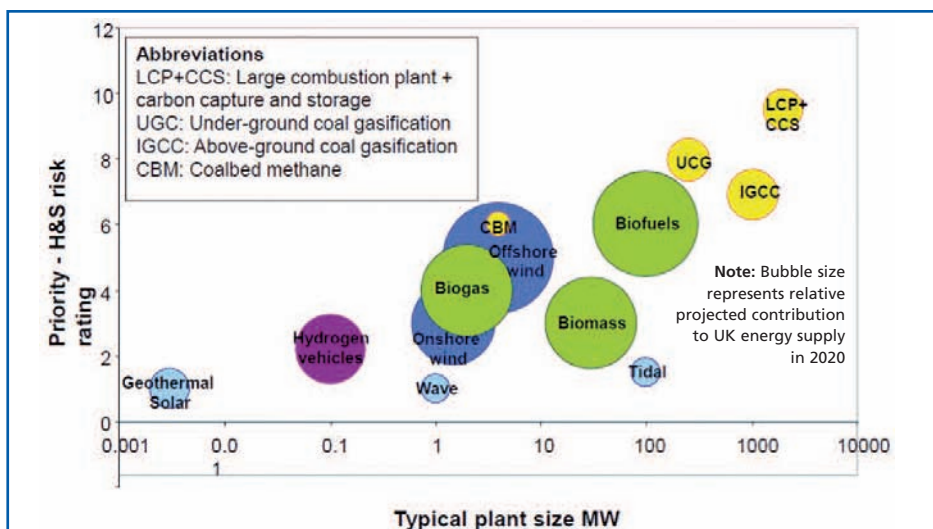 12
10
8
6
4
2
0
Priority - H&S risk
rating
Abbreviations
LCP+CCS: Large combustion plant +
carbon capture and storage
UGC: Under-ground coal gasification
IGCC: Above-ground coal gasification
CBM: Coalbed methane
LCP+
CCS
UCG
IGCC
CBM
Offshore
wind
Biofuels
Biogas
Biomass
Hydrogen
vehicles
Onshore
wind
Geothermal
Solar
Wave
Tidal
Note: Bubble size
represents relative
projected contribution
to UK energy supply
in 2020
0.001 0.0 0.1 1 10 100 1000 10000
1
Typical plant size MW